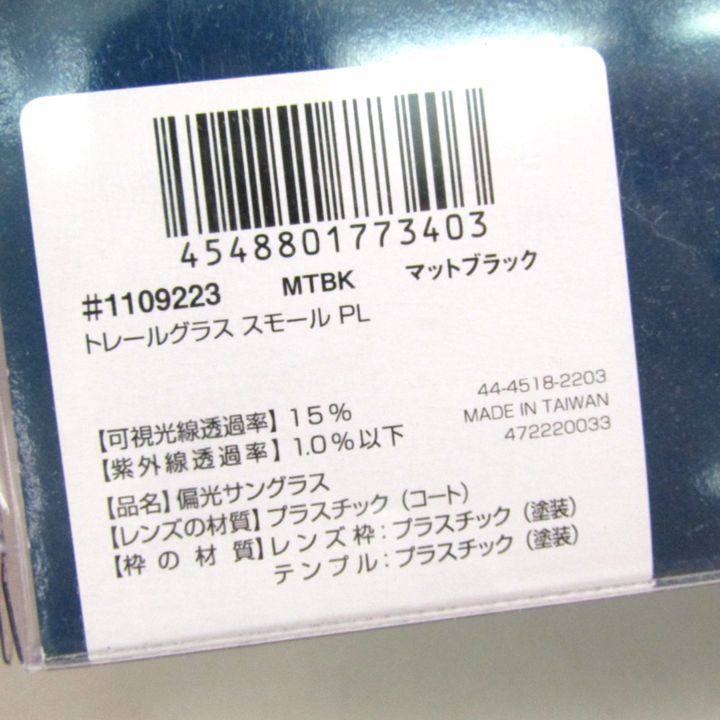 4548801773403
#1109223 MTBK マットブラック
トレールグラス スモール PL
44-4518-2203
MADE IN TAIWAN
472220033
【可視光線透過率】15%
【紫外線透過率】1.0%以下
【品名】偏光サングラス
【レンズの材質】プラスチック（コート）
【枠の材質】レンズ枠：プラスチック（塗装）
テンプル：プラスチック（塗装）